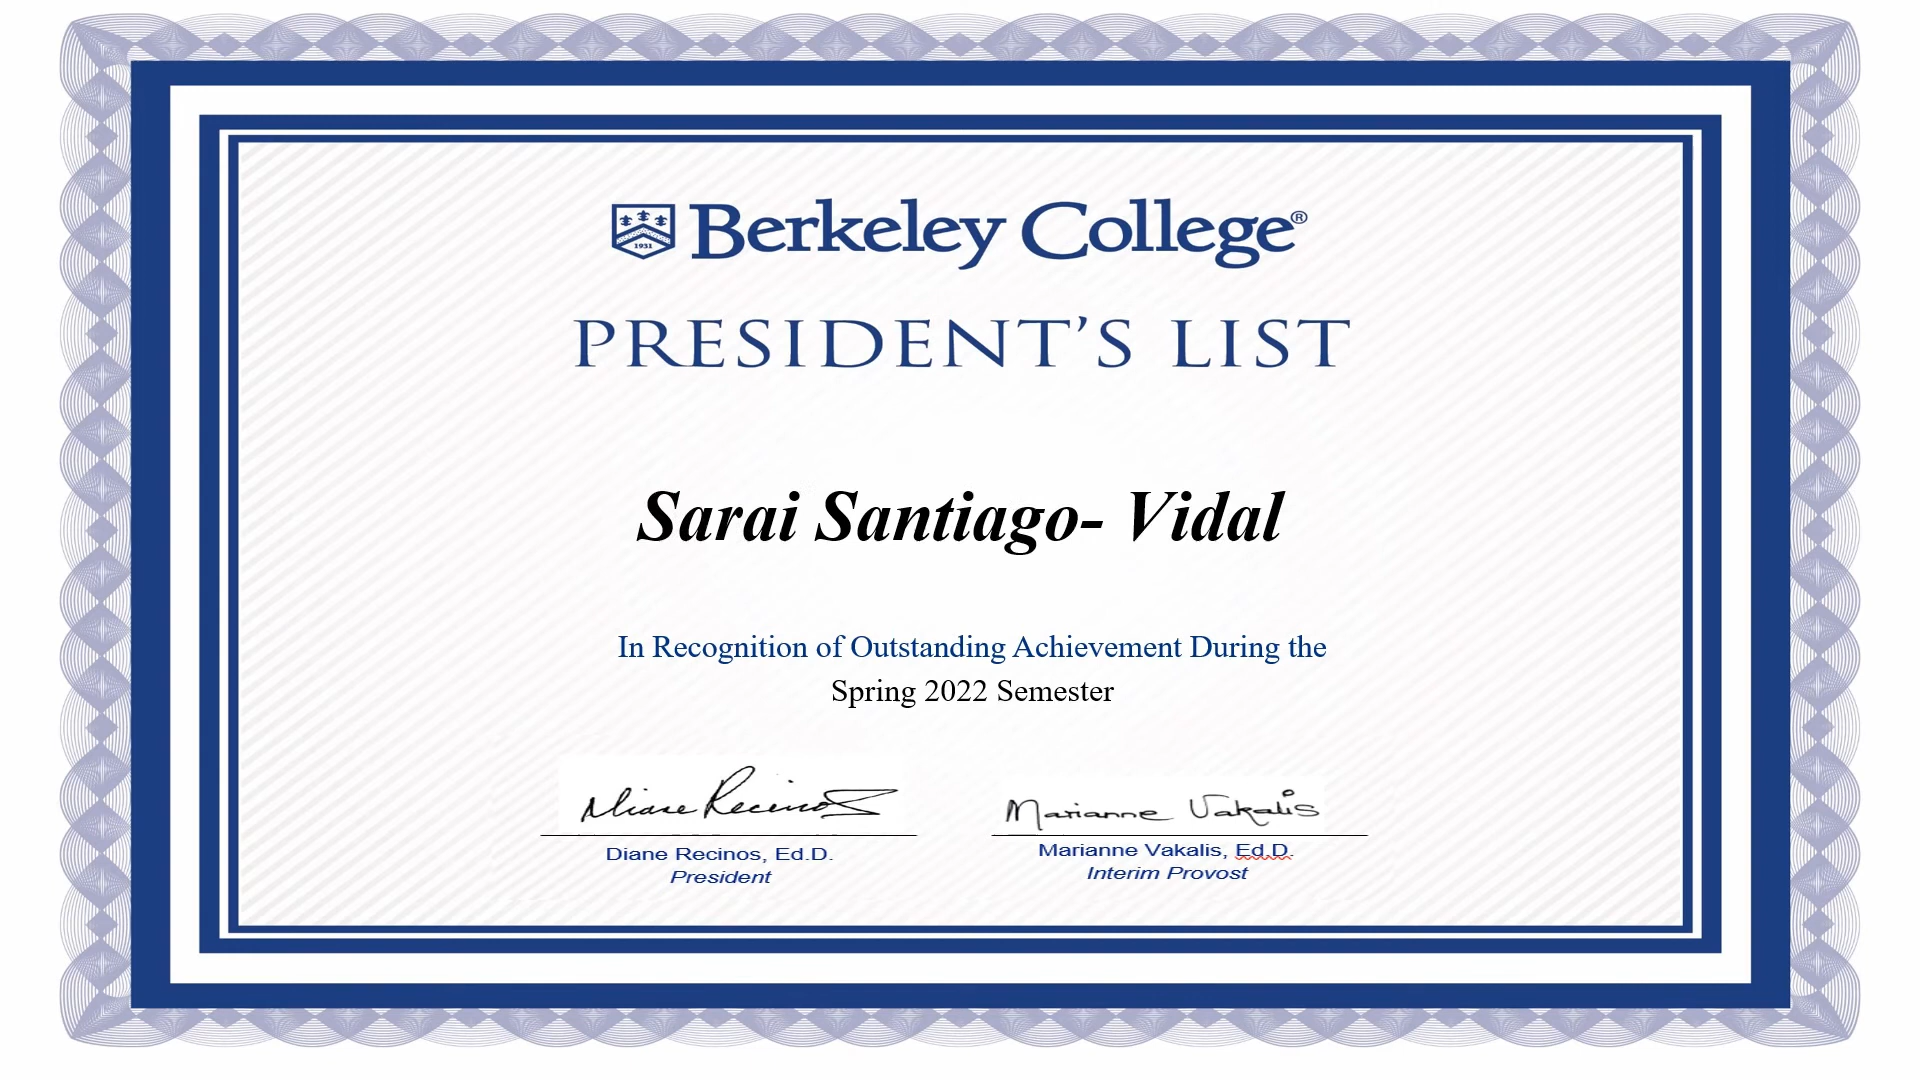 1931
Berkeley College®
PRESIDENT’S LIST
Sarai Santiago- Vidal
In Recognition of Outstanding Achievement During the
Spring 2022 Semester
Diane Recinos
Marianne Vakalis
Diane Recinos, Ed.D.
President
Marianne Vakalis, Ed.D.
Interim Provost